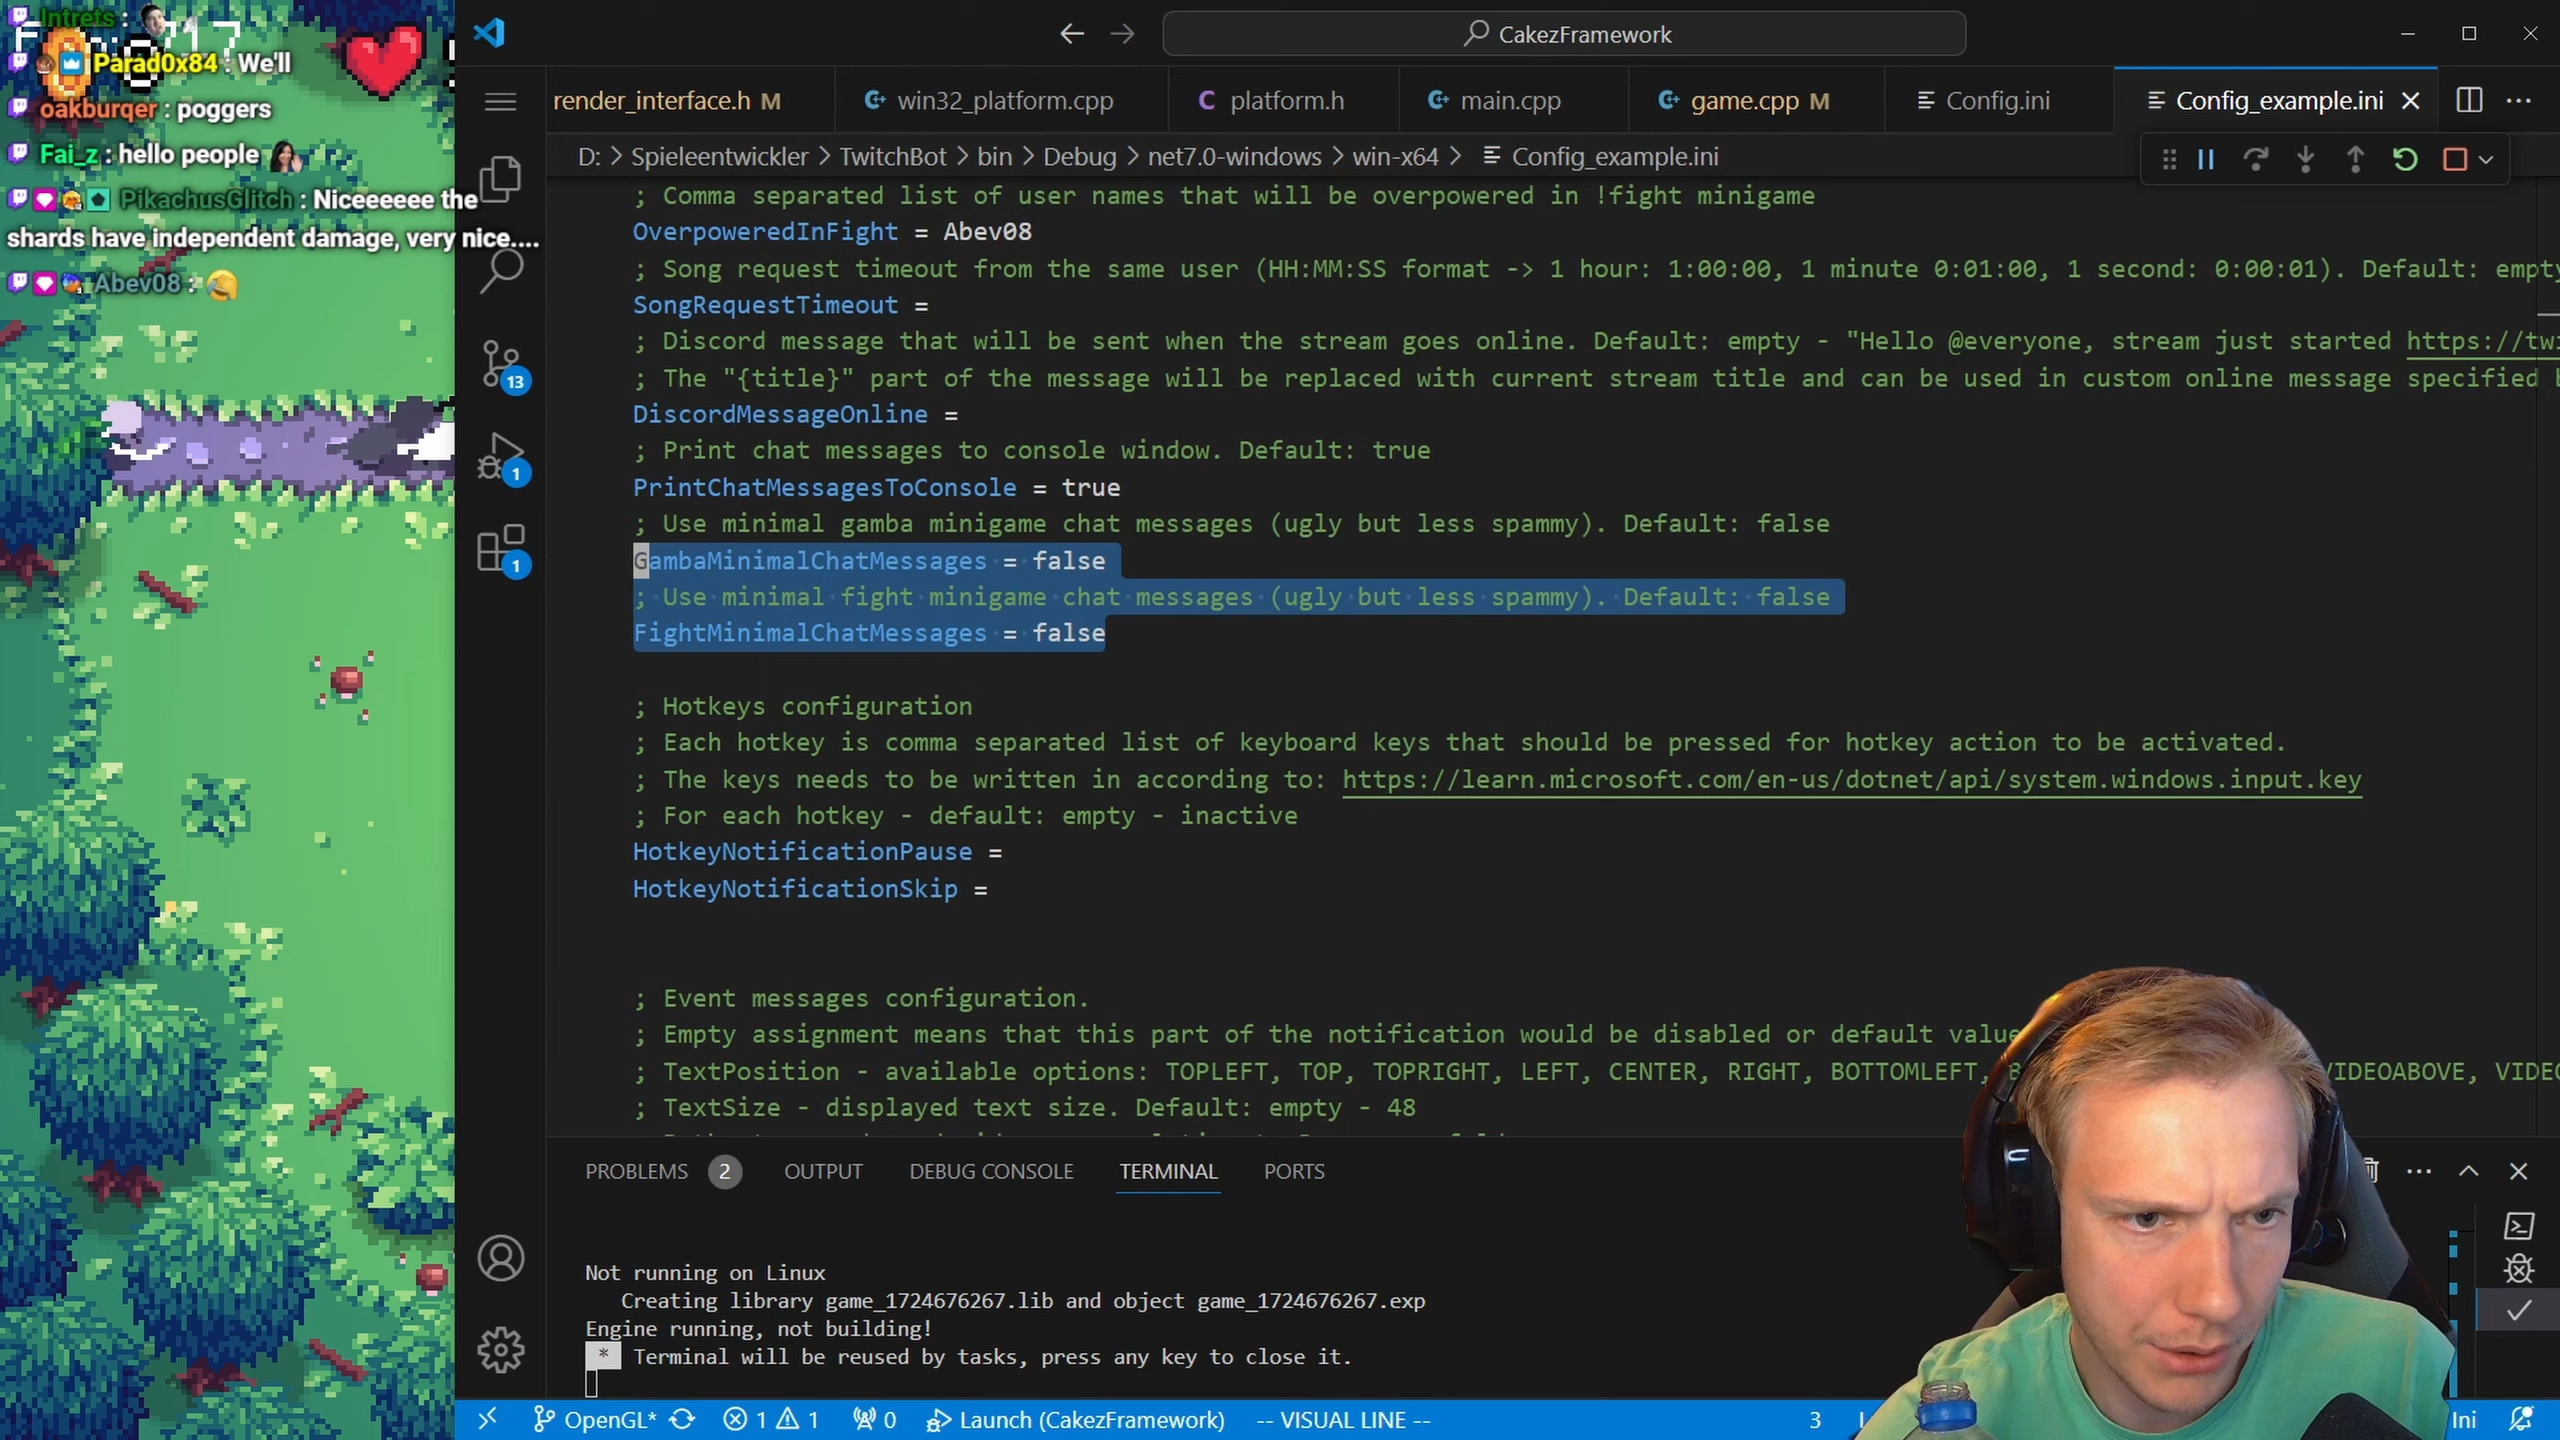 Intrets :
Parad0x84 : We'll
oakburqer : poggers
Fai_z : hello people
PikachusGlitch : Niceeeeee the
shards have independent damage, very nice....
Abev08 :
CakezFramework
render_interface.h M
win32_platform.cpp
C platform.h
main.cpp
game.cpp M
Config.ini
Config_example.ini
D: > Spieleentwickler > TwitchBot > bin > Debug > net7.0-windows > win-x64 > Config_example.ini
; Comma separated list of user names that will be overpowered in !fight minigame
OverpoweredInFight = Abev08
; Song request timeout from the same user (HH:MM:SS format -> 1 hour: 1:00:00, 1 minute 0:01:00, 1 second: 0:00:01). Default: empty
SongRequestTimeout =
; Discord message that will be sent when the stream goes online. Default: empty - "Hello @everyone, stream just started https://twi
; The "{title}" part of the message will be replaced with current stream title and can be used in custom online message specified b
DiscordMessageOnline =
; Print chat messages to console window. Default: true
PrintChatMessagesToConsole = true
; Use minimal gamba minigame chat messages (ugly but less spammy). Default: false
GambaMinimalChatMessages = false
; Use minimal fight minigame chat messages (ugly but less spammy). Default: false
FightMinimalChatMessages = false
; Hotkeys configuration
; Each hotkey is comma separated list of keyboard keys that should be pressed for hotkey action to be activated.
; The keys needs to be written in according to: https://learn.microsoft.com/en-us/dotnet/api/system.windows.input.key
; For each hotkey - default: empty - inactive
HotkeyNotificationPause =
HotkeyNotificationSkip =
; Event messages configuration.
; Empty assignment means that this part of the notification would be disabled or default value
; TextPosition - available options: TOPLEFT, TOP, TOPRIGHT, LEFT, CENTER, RIGHT, BOTTOMLEFT, B VIDEOABOVE, VIDEO
; TextSize - displayed text size. Default: empty - 48
PROBLEMS 2 OUTPUT DEBUG CONSOLE TERMINAL PORTS
Not running on Linux
Creating library game_1724676267.lib and object game_1724676267.exp
Engine running, not building!
* Terminal will be reused by tasks, press any key to close it.
13
1
1
OpenGL* 1 1 0 Launch (CakezFramework) -- VISUAL LINE -- 3 Ini